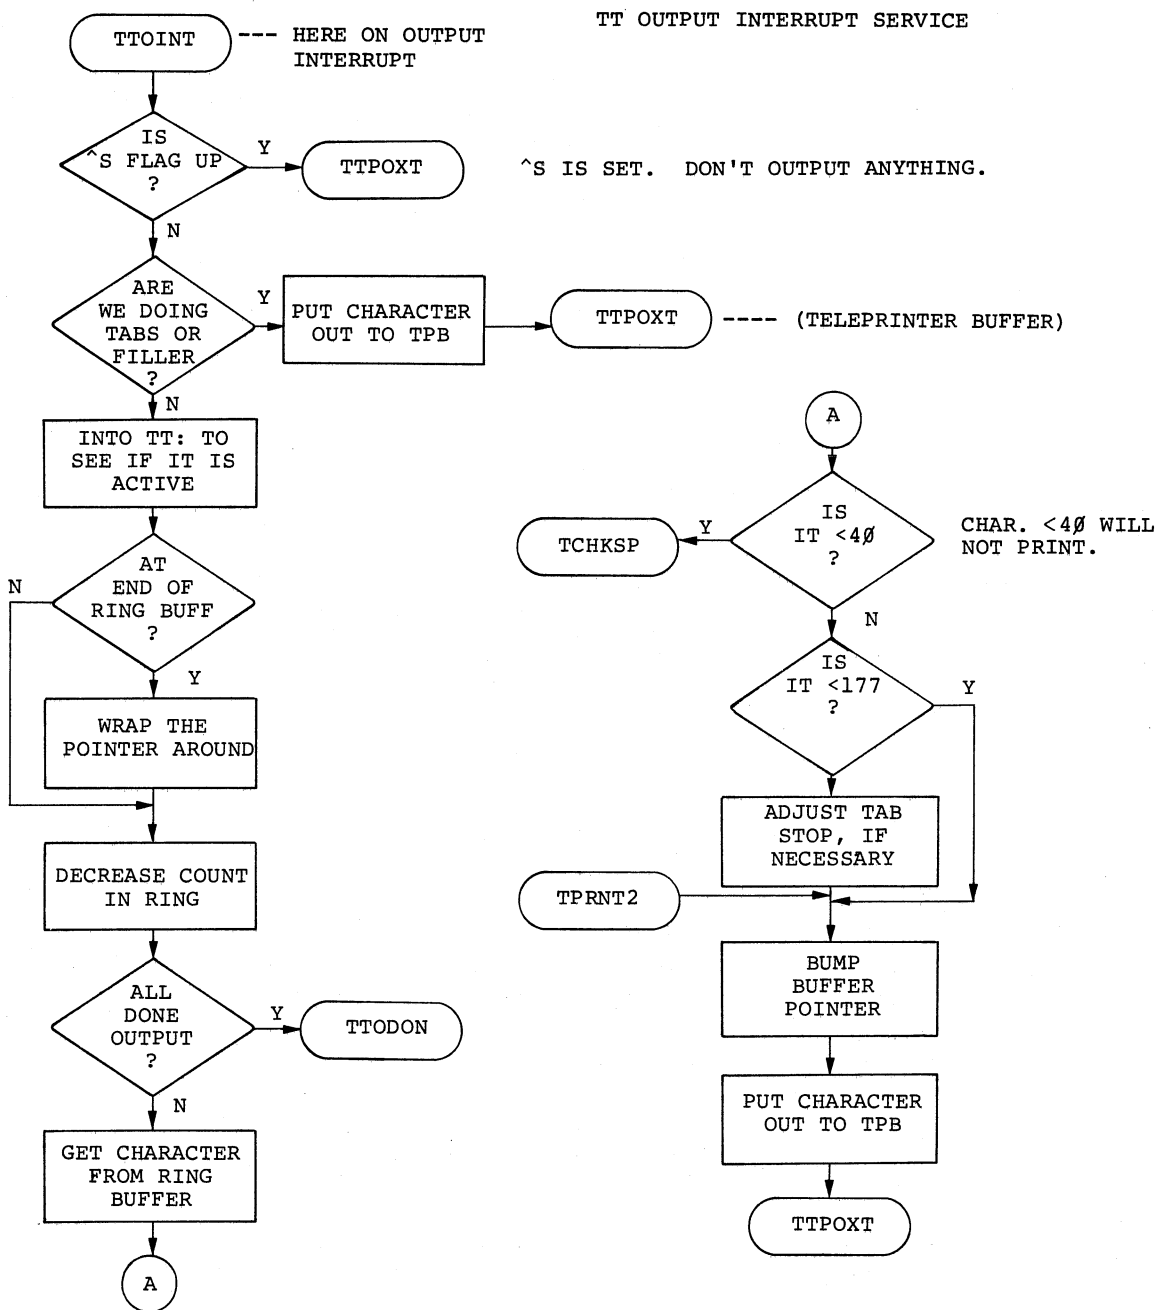 TT OUTPUT INTERRUPT SERVICE
TTOINT
--- HERE ON OUTPUT
INTERRUPT
IS
^S FLAG UP
?
Y
TTPOXT
^S IS SET. DON'T OUTPUT ANYTHING.
N
ARE
WE DOING
TABS OR
FILLER
?
Y
PUT CHARACTER
OUT TO TPB
TTPOXT
---- (TELEPRINTER BUFFER)
N
INTO TT: TO
SEE IF IT IS
ACTIVE
AT
END OF
RING BUFF
?
N
Y
WRAP THE
POINTER AROUND
DECREASE COUNT
IN RING
ALL
DONE
OUTPUT
?
Y
TTODON
N
GET CHARACTER
FROM RING
BUFFER
A
A
IS
IT <4Ø
?
Y
TCHKSP
CHAR. <4Ø WILL
NOT PRINT.
N
IS
IT <177
?
Y
ADJUST TAB
STOP, IF
NECESSARY
TPRNT2
BUMP
BUFFER
POINTER
PUT CHARACTER
OUT TO TPB
TTPOXT